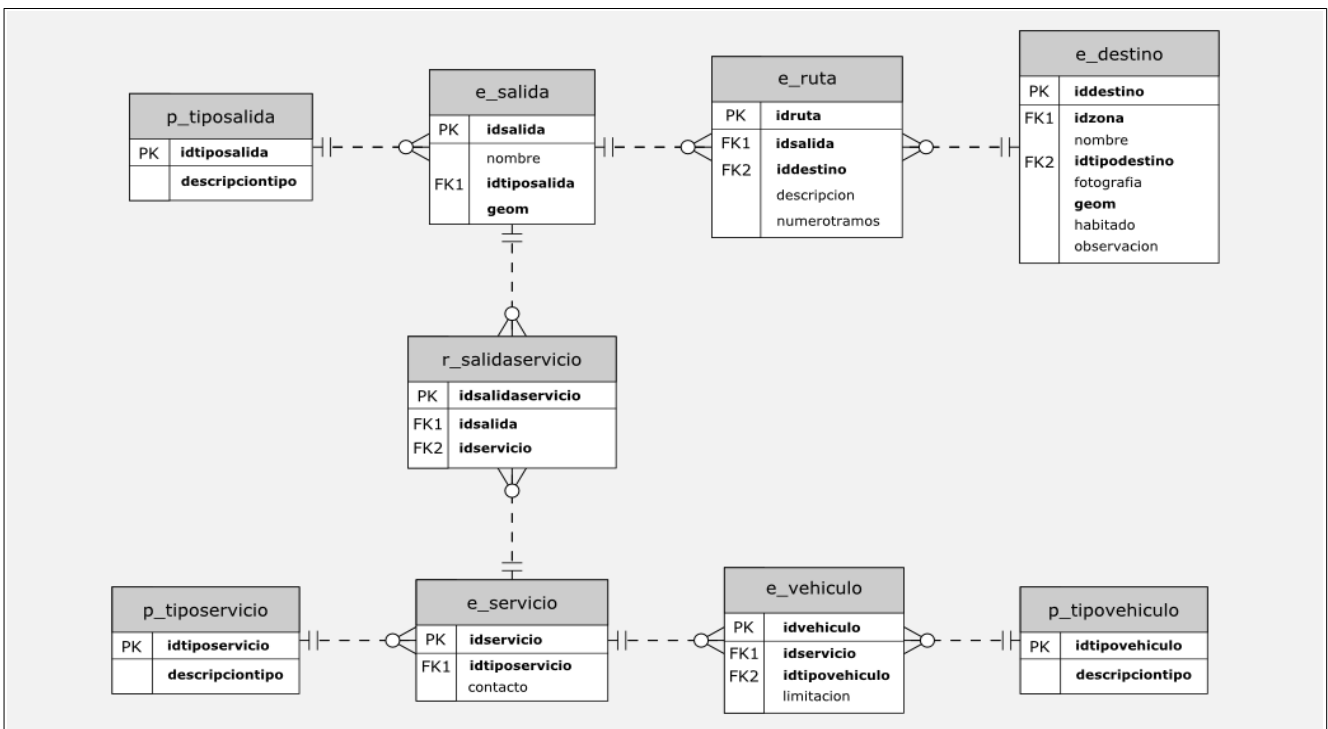 p_tiposalida
PK idtiposalida
descripciontipo
e_salida
PK idsalida
nombre
FK1 idtiposalida
geom
e_ruta
PK idruta
FK1 idsalida
FK2 iddestino
descripcion
numerotramos
e_destino
PK iddestino
FK1 idzona
nombre
FK2 idtipodestino
fotografia
geom
habitado
observacion
r_salidaservicio
PK idsalidaservicio
FK1 idsalida
FK2 idservicio
p_tiposervicio
PK idtiposervicio
descripciontipo
e_servicio
PK idservicio
FK1 idtiposervicio
contacto
e_vehiculo
PK idvehiculo
FK1 idservicio
FK2 idtipovehiculo
limitacion
p_tipovehiculo
PK idtipovehiculo
descripciontipo